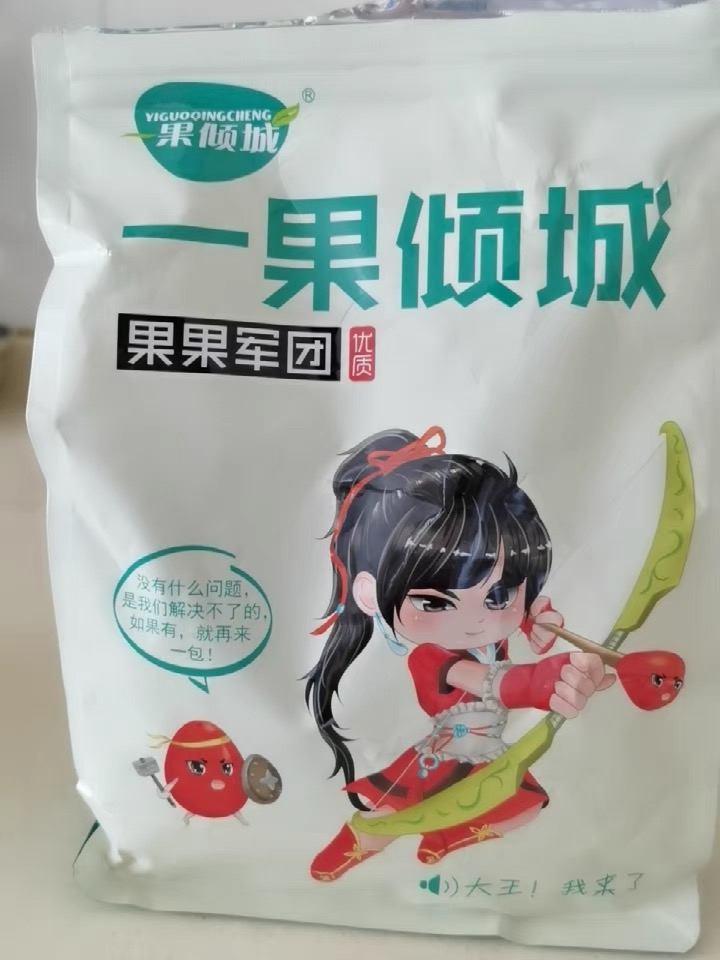 YIGUOQINGCHENG
一果倾城
®
一果倾城
果果军团
优质
没有什么问题,
是我们解决不了的,
如果有,就再来
一包!
大王! 我来了